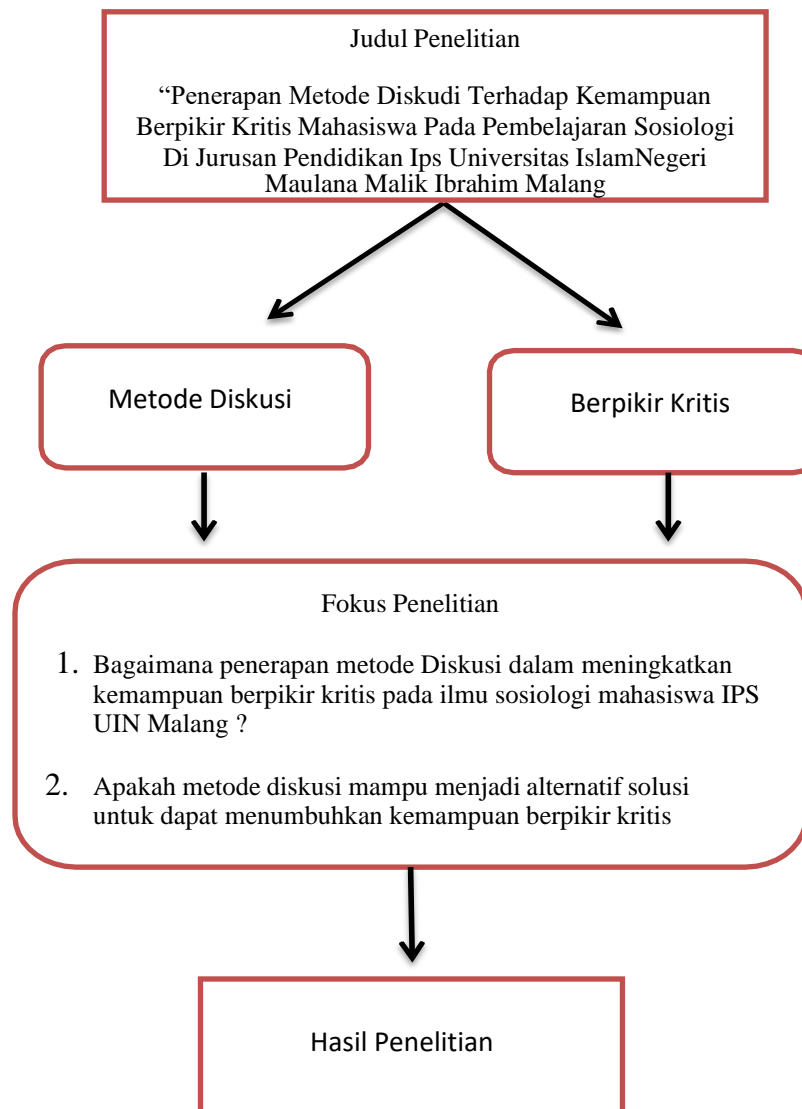 Judul Penelitian
“Penerapan Metode Diskudi Terhadap Kemampuan
Berpikir Kritis Mahasiswa Pada Pembelajaran Sosiologi
Di Jurusan Pendidikan Ips Universitas IslamNegeri
Maulana Malik Ibrahim Malang
Metode Diskusi
Berpikir Kritis
Fokus Penelitian
1. Bagaimana penerapan metode Diskusi dalam meningkatkan
kemampuan berpikir kritis pada ilmu sosiologi mahasiswa IPS
UIN Malang ?
2. Apakah metode diskusi mampu menjadi alternatif solusi
untuk dapat menumbuhkan kemampuan berpikir kritis
Hasil Penelitian